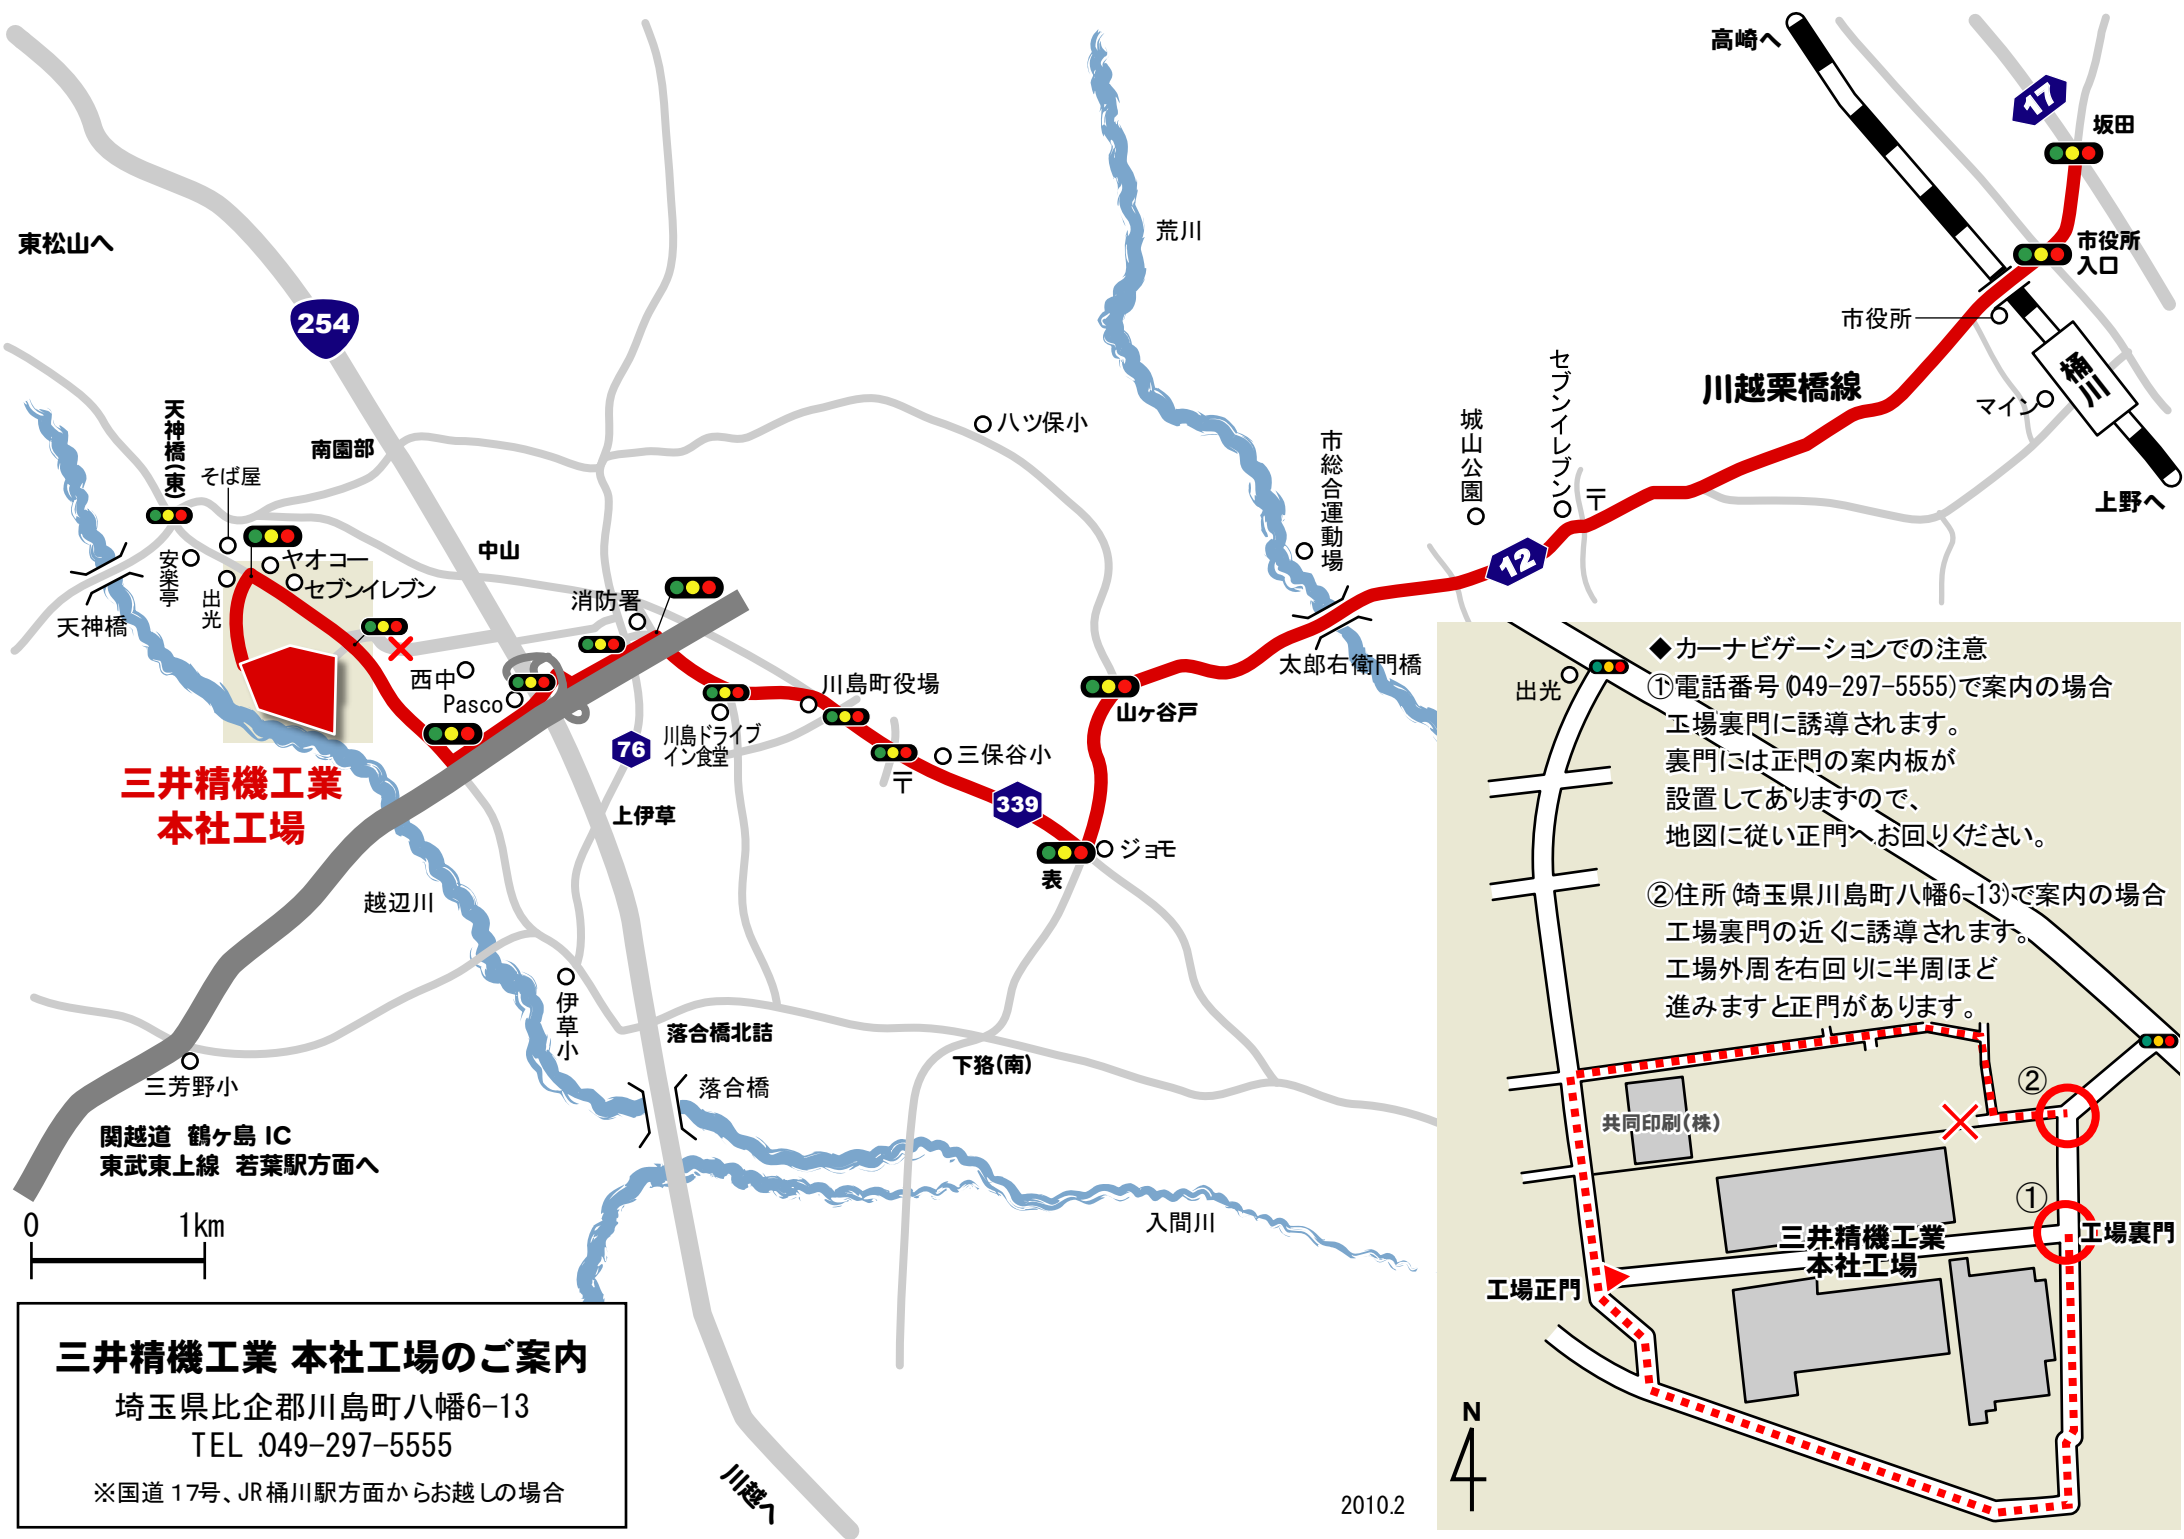 高崎へ
17
坂田
市役所
入口
市役所
桶川
マイン
上野へ
川越栗橋線
セブンイレブン
〒
城山公園
12
市総合運動場
太郎右衛門橋
荒川
東松山へ
254
天神橋(東)
そば屋
南園部
八ツ保小
中山
安楽亭
出光
ヤオコー
セブンイレブン
天神橋
消防署
西中
Pasco
川島町役場
76
川島ドライブ
イン食堂
山ヶ谷戸
三保谷小
〒
339
ジョモ
表
三井精機工業
本社工場
上伊草
越辺川
伊草小
落合橋北詰
落合橋
下狢(南)
三芳野小
関越道 鶴ヶ島 IC
東武東上線 若葉駅方面へ
入間川
0 1km
三井精機工業 本社工場のご案内
埼玉県比企郡川島町八幡6-13
TEL :049-297-5555
※国道17号、JR桶川駅方面からお越しの場合
川越へ
2010.2
◆カーナビゲーションでの注意
①電話番号(049-297-5555)で案内の場合
工場裏門に誘導されます。
裏門には正門の案内板が
設置してありますので、
地図に従い正門へお回りください。
②住所(埼玉県川島町八幡6-13)で案内の場合
工場裏門の近くに誘導されます。
工場外周を右回りに半周ほど
進みますと正門があります。
出光
②
共同印刷(株)
①
工場裏門
三井精機工業
本社工場
工場正門
N